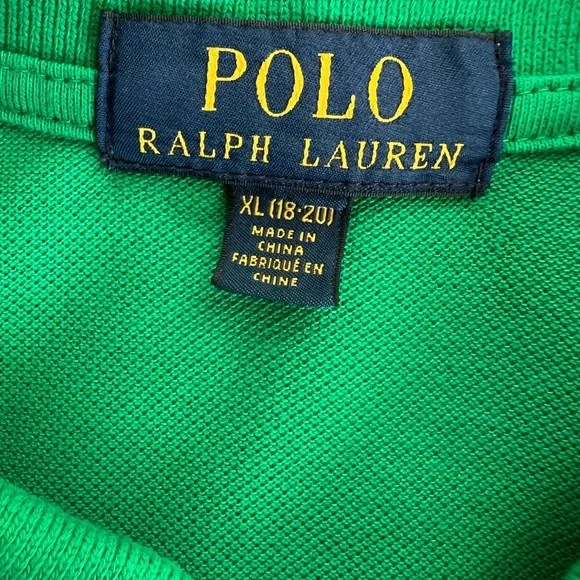 POLO
RALPH LAUREN
XL (18·20)
MADE IN
CHINA
FABRIQUÉ EN
CHINE